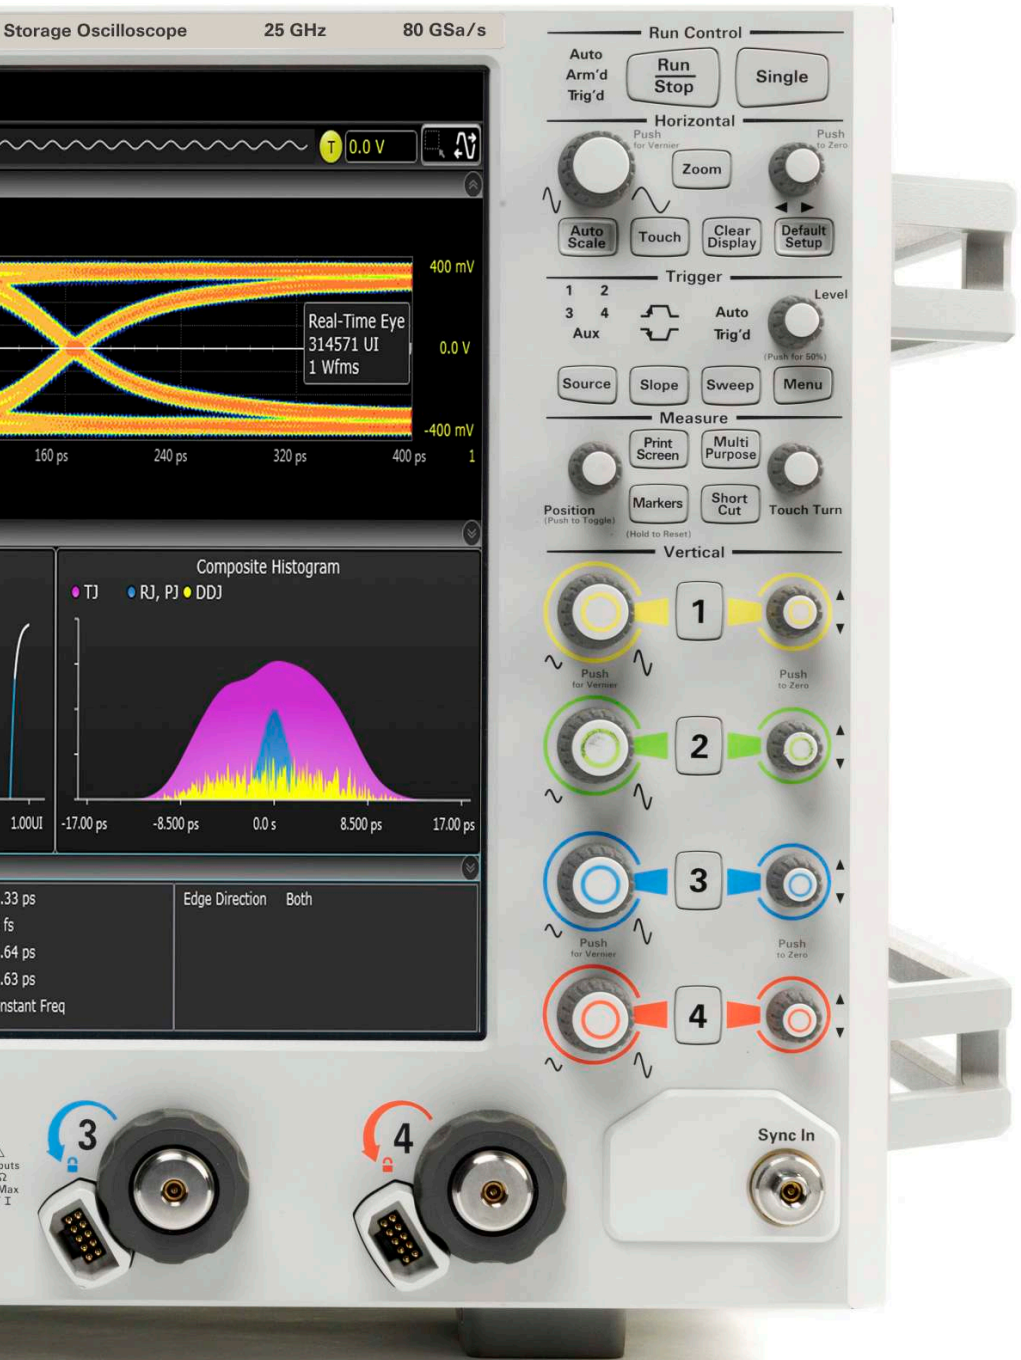 Storage Oscilloscope 25 GHz 80 GSa/s
Run Control
Auto
Arm'd
Trig'd
Run
Stop
Single
Horizontal
Push
for Vernier
Push
to Zero
Zoom
Auto
Scale
Touch
Clear
Display
Default
Setup
Trigger
1 2
3 4
Aux
Auto
Trig'd
Level
(Push for 50%)
Source
Slope
Sweep
Menu
Measure
Print
Screen
Multi
Purpose
Markers
Short
Cut
Position
(Push to Toggle)
(Hold to Reset)
Touch Turn
Vertical
1
Push
for Vernier
Push
to Zero
2
3
Push
for Vernier
Push
to Zero
4
T 0.0 V
400 mV
Real-Time Eye
314571 UI
1 Wfms
0.0 V
-400 mV
160 ps 240 ps 320 ps 400 ps 1
Composite Histogram
TJ RJ, PJ DDJ
1.00UI -17.00 ps -8.500 ps 0.0 s 8.500 ps 17.00 ps
.33 ps
fs
.64 ps
.63 ps
nstant Freq
Edge Direction Both
3
4
Sync In
puts
Ω
Max
I